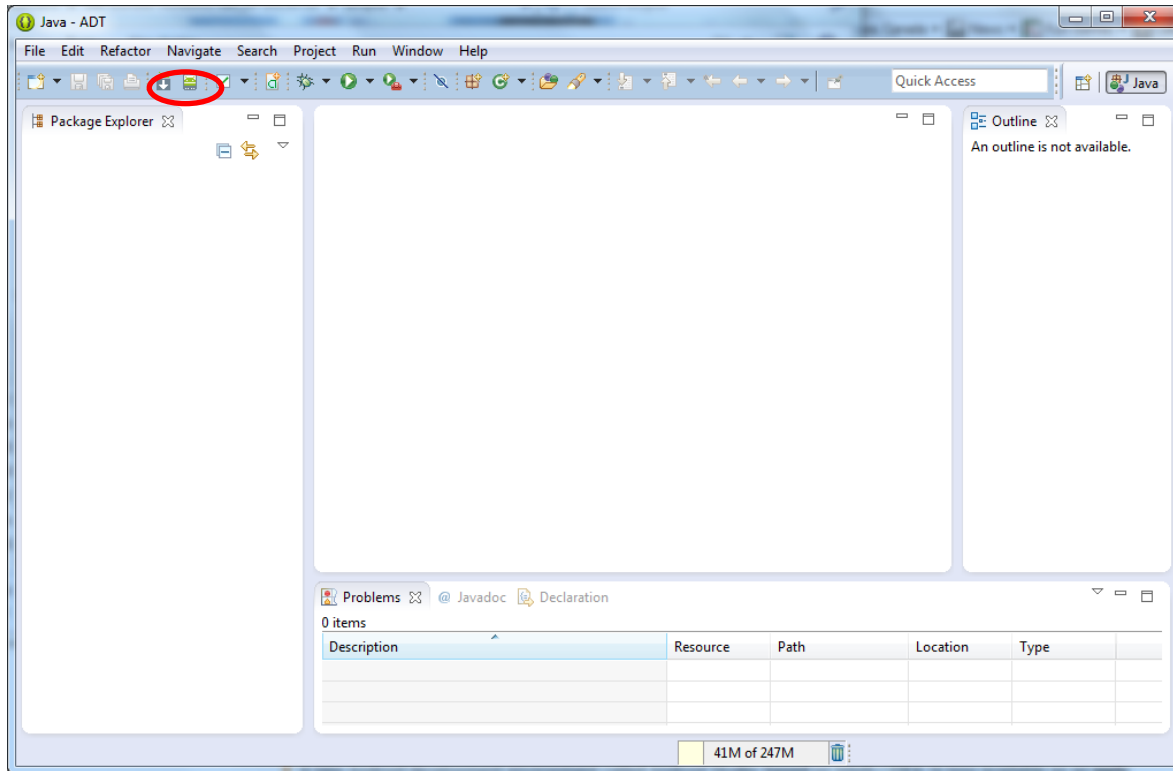 Java - ADT
File Edit Refactor Navigate Search Project Run Window Help
Quick Access
Java
Package Explorer
Outline
An outline is not available.
Problems @ Javadoc Declaration
0 items
Description Resource Path Location Type
41M of 247M